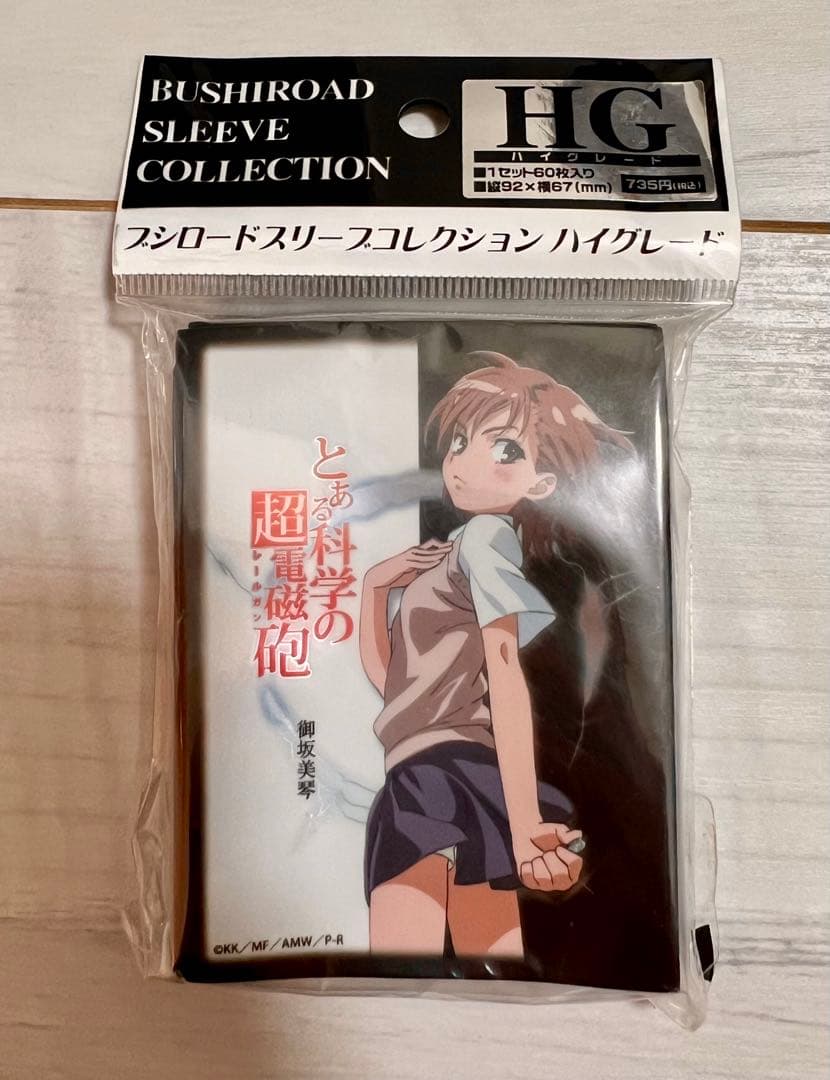 BUSHIROAD
SLEEVE
COLLECTION
HG
ハイグレード
■1セット60枚入り
■縦92×横67(mm)
735円(税込)
ブシロードスリーブコレクション ハイグレード
とある科学の
超電磁砲
レールガン
御坂美琴
©KK/MF/AMW/P-R